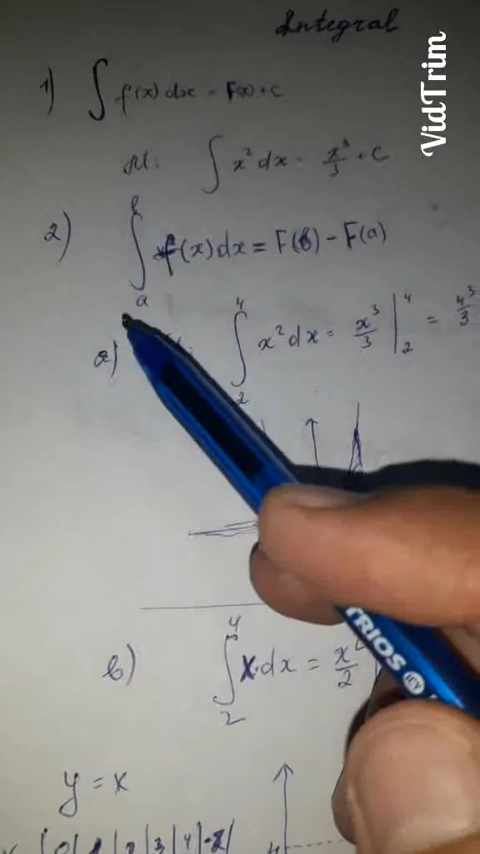 Integral
VidTrim
1) ∫ f(x) dx = F(x) + C
M: ∫ x² dx = x³/3 + C
2) ∫ₐᵇ f(x) dx = F(b) - F(a)
a) ∫₂⁴ x² dx = x³/3 |₂⁴ = 4³/3
b) ∫₂⁴ x·dx = x²/2
TRIOS
ICY
y = x